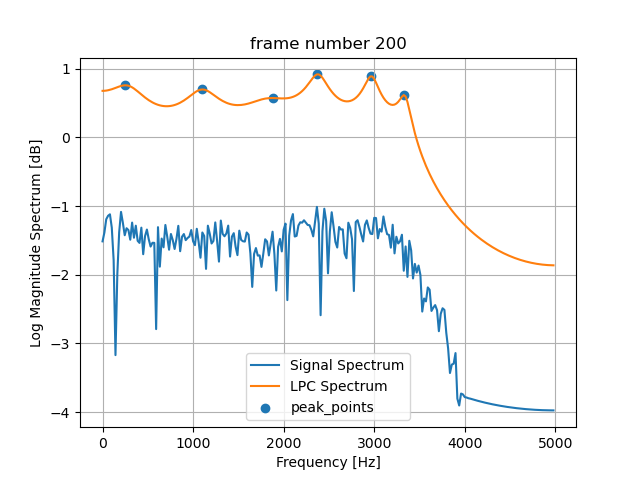 frame number 200
Log Magnitude Spectrum [dB]
1
0
−1
−2
−3
−4
Signal Spectrum
LPC Spectrum
peak_points
0 1000 2000 3000 4000 5000
Frequency [Hz]